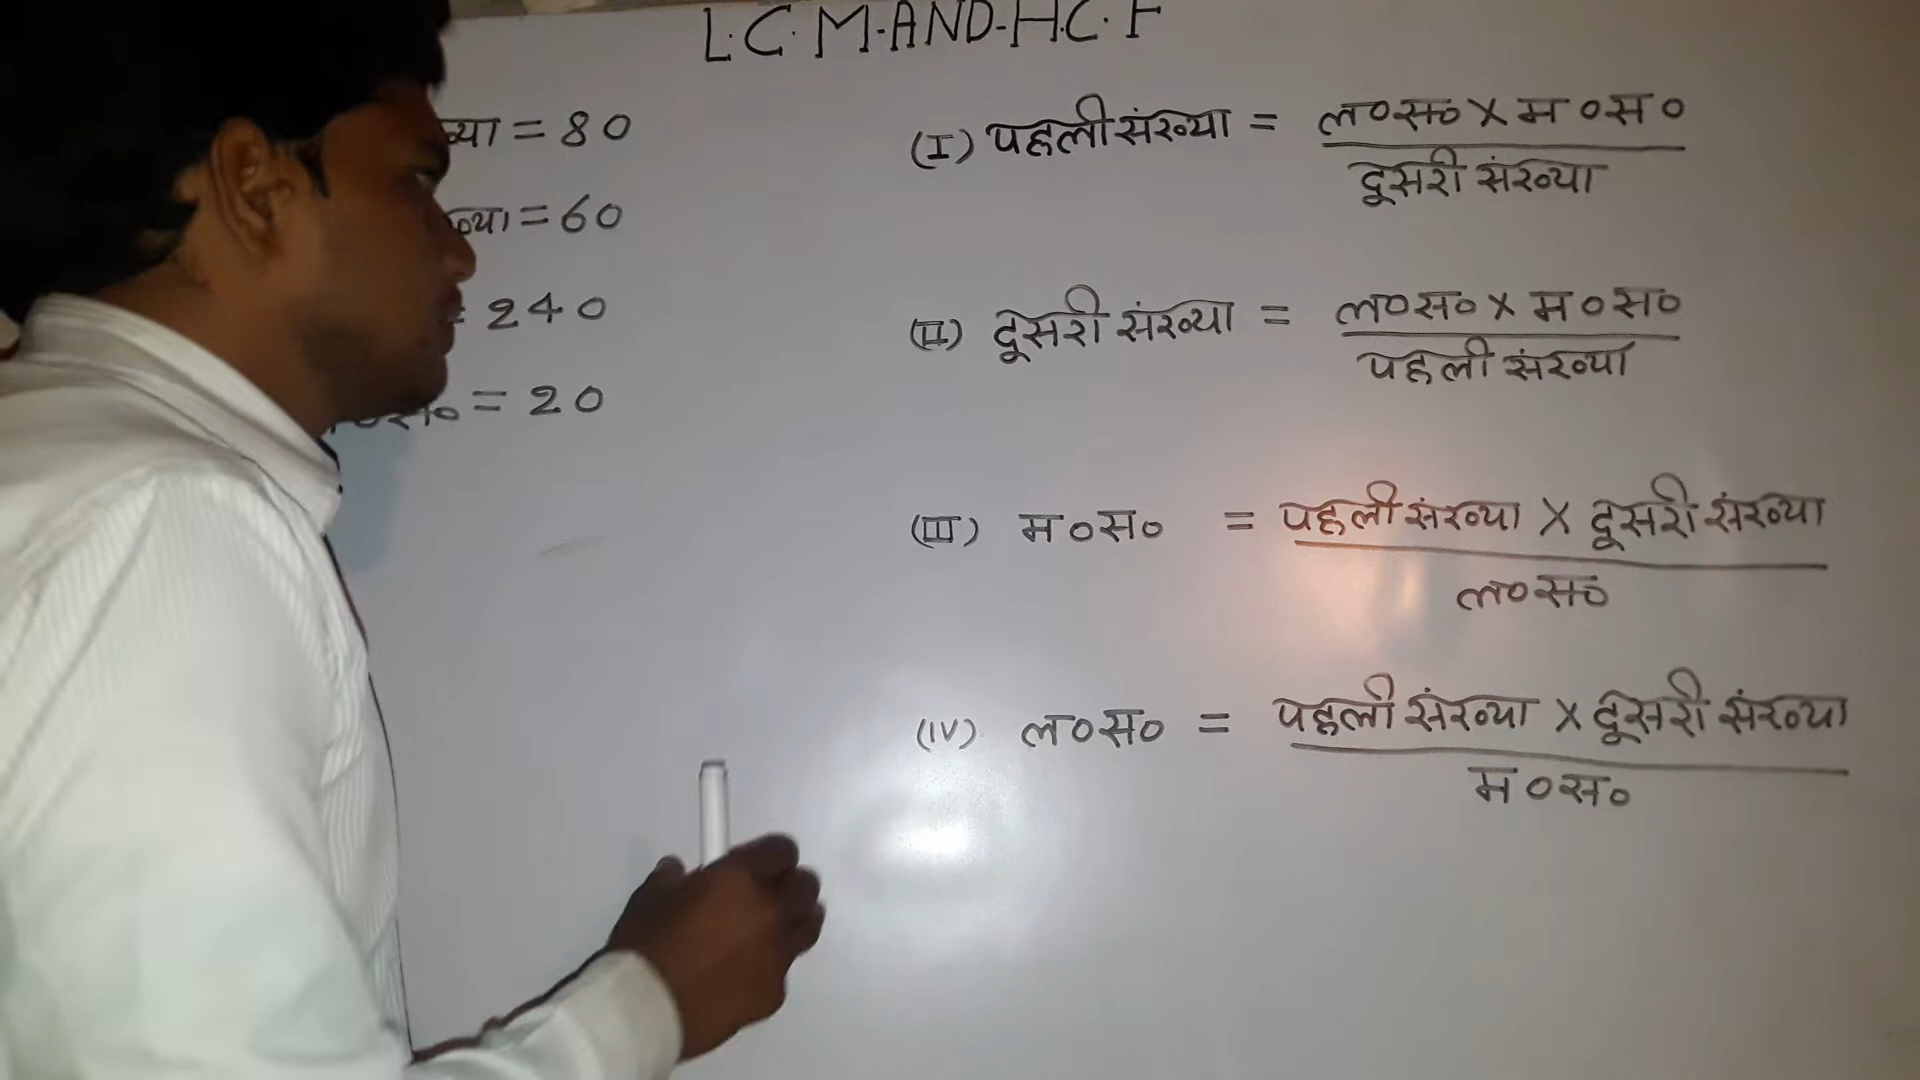 L.C.M-AND-H.C.F
= 80
= 60
= 240
= 20
(I) पहली संख्या = ल०स० X म०स०
दूसरी संख्या
(II) दूसरी संख्या = ल०स० X म०स०
पहली संख्या
(III) म०स० = पहली संख्या X दूसरी संख्या
ल०स०
(IV) ल०स० = पहली संख्या X दूसरी संख्या
म०स०